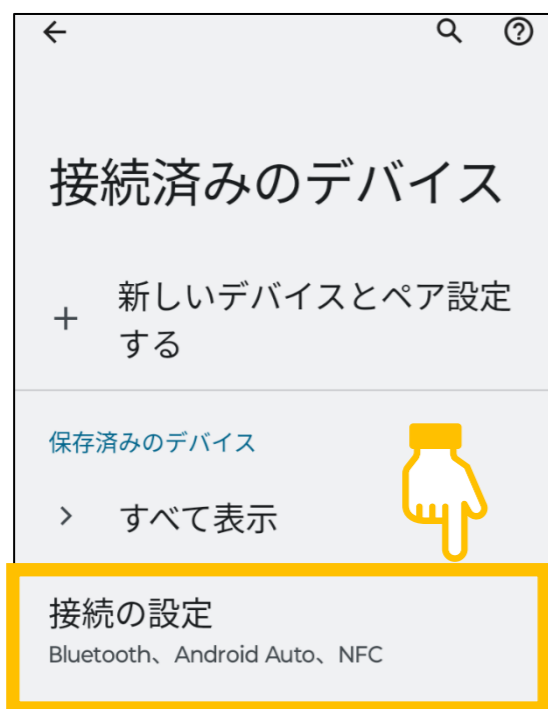 接続済みのデバイス
新しいデバイスとペア設定
する
保存済みのデバイス
すべて表示
接続の設定
Bluetooth、Android Auto、NFC